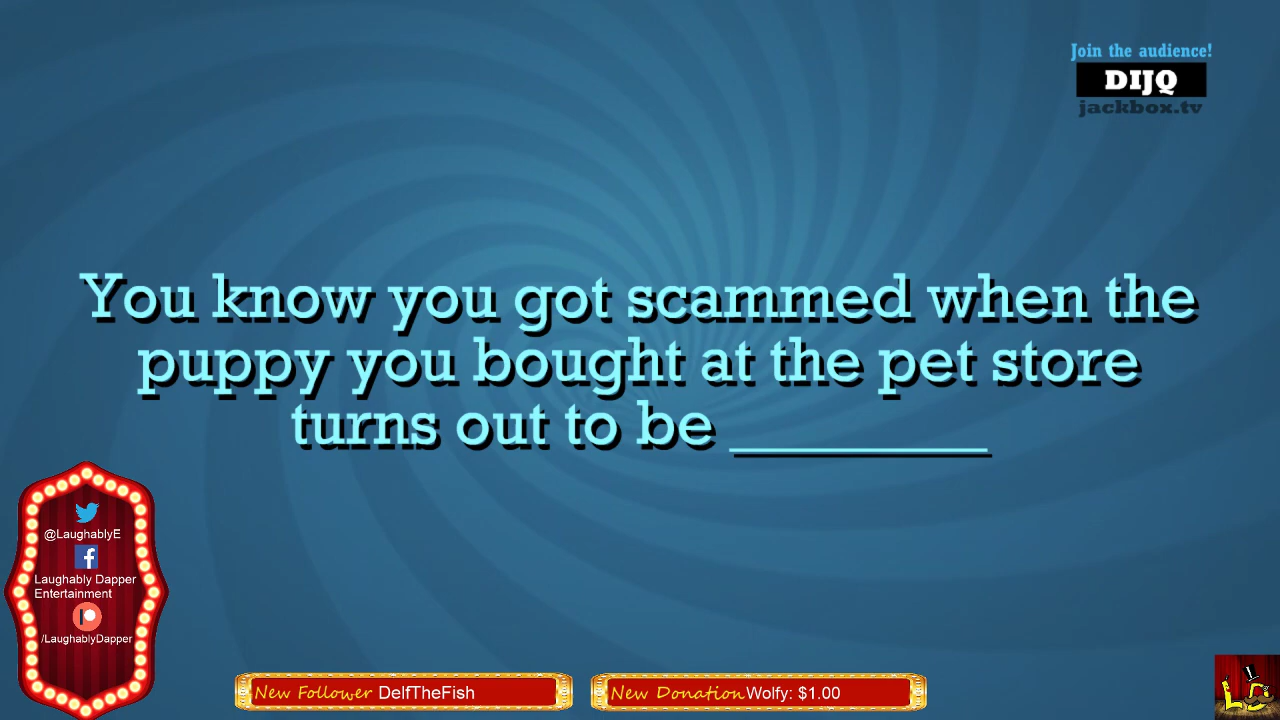 Join the audience!
DIJQ
jackbox.tv
You know you got scammed when the
puppy you bought at the pet store
turns out to be ________
@LaughablyE
Laughably Dapper
Entertainment
/LaughablyDapper
New Follower DelfTheFish
New Donation Wolfy: $1.00
LD